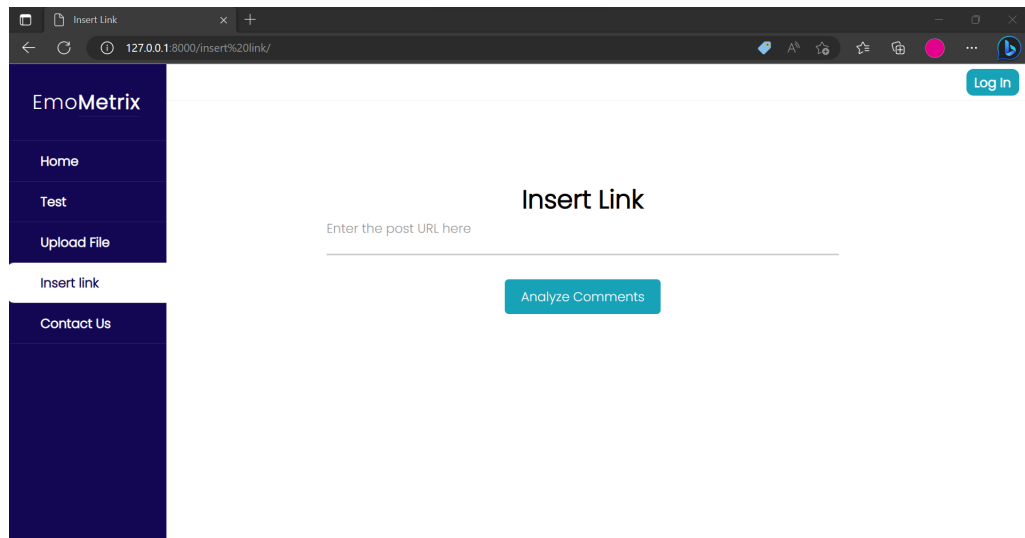 Insert Link
127.0.0.1:8000/insert%20link/
Log In
EmoMetrix
Home
Test
Upload File
Insert link
Contact Us
Insert Link
Enter the post URL here
Analyze Comments